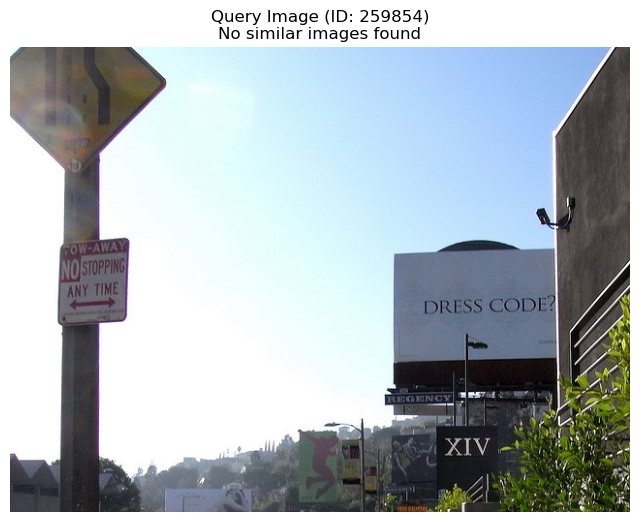 Query Image (ID: 259854)
No similar images found
TOW-AWAY
NO STOPPING
ANY TIME
DRESS CODE?
REGENCY
XIV